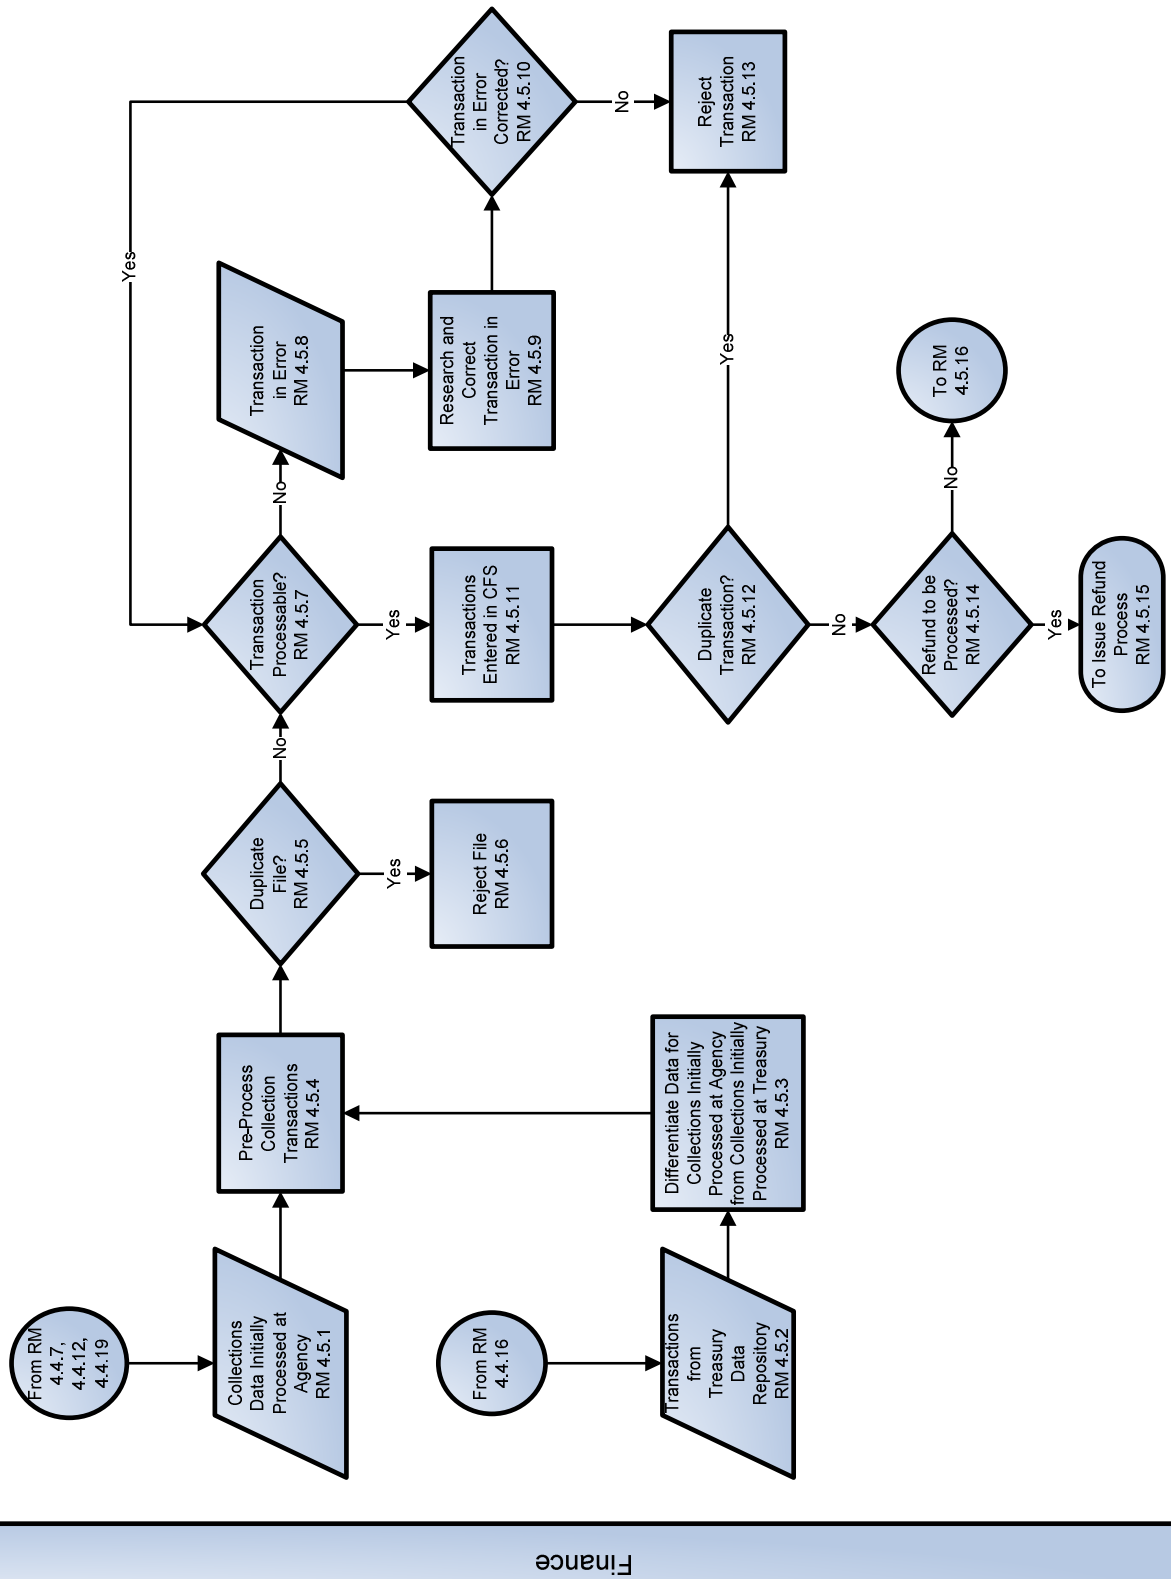 From RM
4.4.7,
4.4.12,
4.4.19
Collections
Data Initially
Processed at
Agency
RM 4.5.1
From RM
4.4.16
Transactions
from
Treasury
Data
Repository
RM 4.5.2
Differentiate Data for
Collections Initially
Processed at Agency
from Collections Initially
Processed at Treasury
RM 4.5.3
Pre-Process
Collection
Transactions
RM 4.5.4
Duplicate
File?
RM 4.5.5
Yes
Reject File
RM 4.5.6
No
Transaction
Processable?
RM 4.5.7
No
Transaction
in Error
RM 4.5.8
Research and
Correct
Transaction in
Error
RM 4.5.9
Transaction
in Error
Corrected?
RM 4.5.10
Yes
No
Yes
Transactions
Entered in CFS
RM 4.5.11
Duplicate
Transaction?
RM 4.5.12
Yes
Reject
Transaction
RM 4.5.13
No
Refund to be
Processed?
RM 4.5.14
No
To RM
4.5.16
Yes
To Issue Refund
Process
RM 4.5.15
Finance